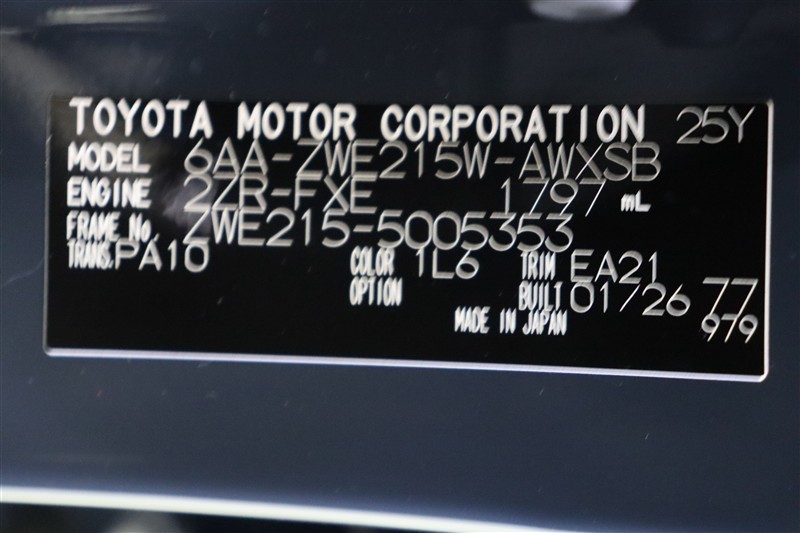 TOYOTA MOTOR CORPORATION 25Y
MODEL 6AA-ZWE215W-AWXSB
ENGINE 2ZR-FXE 1797 mL
FRAME No. ZWE215-5005353
TRANS. PA10 COLOR 1L6 TRIM EA21
OPTION BUILT 01/26 77
MADE IN JAPAN 979